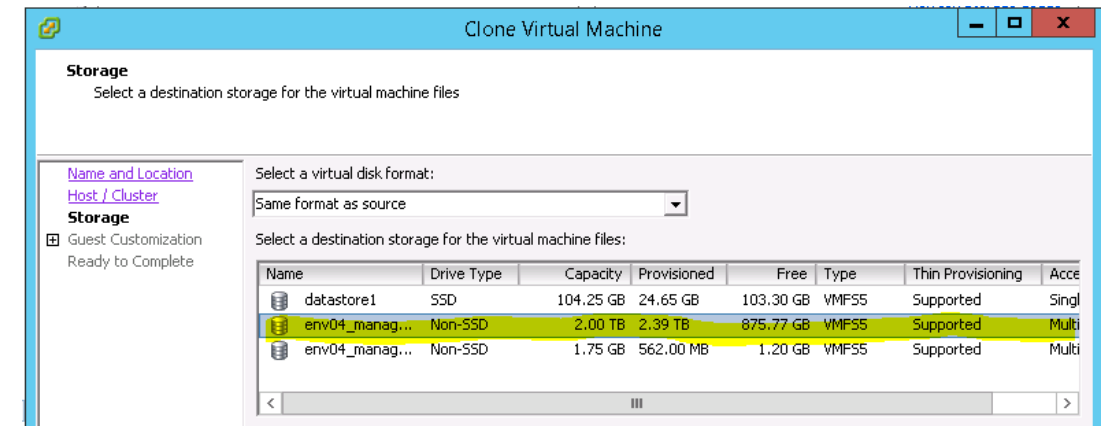 Clone Virtual Machine
Storage
Select a destination storage for the virtual machine files
Name and Location
Host / Cluster
Storage
Guest Customization
Ready to Complete
Select a virtual disk format:
Same format as source
Select a destination storage for the virtual machine files:
Name Drive Type Capacity Provisioned Free Type Thin Provisioning Acce
datastore1 SSD 104.25 GB 24.65 GB 103.30 GB VMFS5 Supported Singl
env04_manag... Non-SSD 2.00 TB 2.39 TB 875.77 GB VMFS5 Supported Multi
env04_manag... Non-SSD 1.75 GB 562.00 MB 1.20 GB VMFS5 Supported Multi